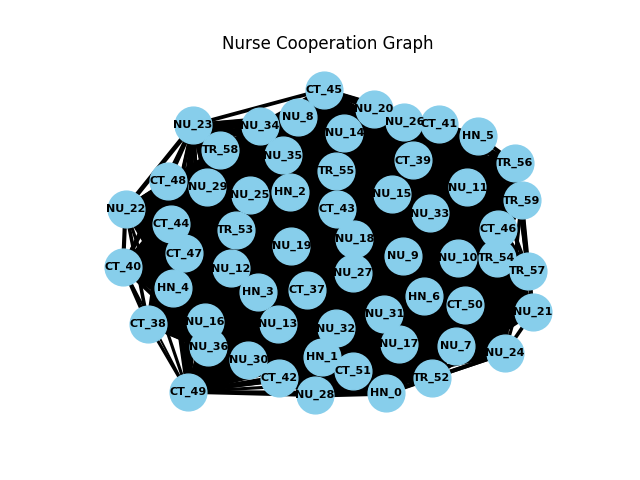 Nurse Cooperation Graph
CT_45
NU_20
NU_8
NU_26
CT_41
NU_23
NU_34
NU_14
HN_5
TR_58
NU_35
CT_39
TR_56
TR_55
CT_48
NU_29
NU_11
HN_2
NU_25
NU_15
TR_59
NU_22
CT_43
NU_33
CT_44
TR_53
CT_46
NU_18
NU_19
CT_47
NU_9
NU_10
TR_54
CT_40
NU_12
NU_27
TR_57
HN_4
HN_3
CT_37
HN_6
CT_50
NU_21
NU_31
CT_38
NU_16
NU_13
NU_32
NU_36
NU_17
NU_7
NU_24
HN_1
NU_30
CT_51
CT_42
TR_52
CT_49
NU_28
HN_0